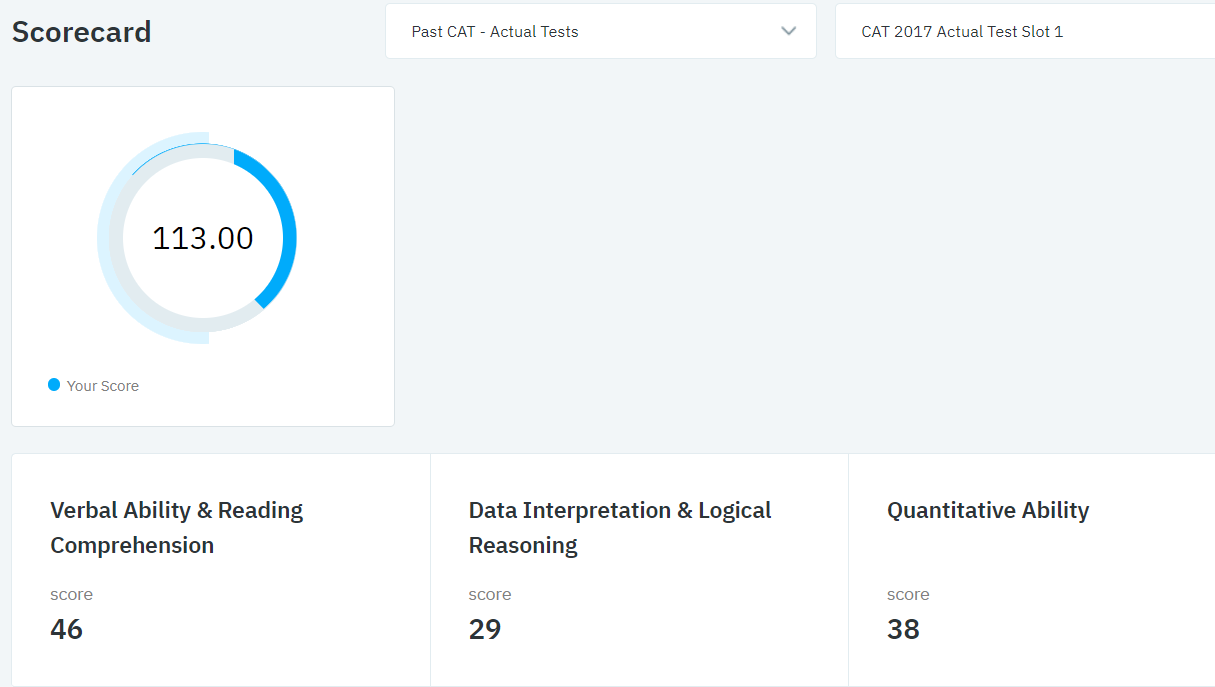 Scorecard
Past CAT - Actual Tests
CAT 2017 Actual Test Slot 1
113.00
Your Score
Verbal Ability & Reading
Comprehension
score
46
Data Interpretation & Logical
Reasoning
score
29
Quantitative Ability
score
38